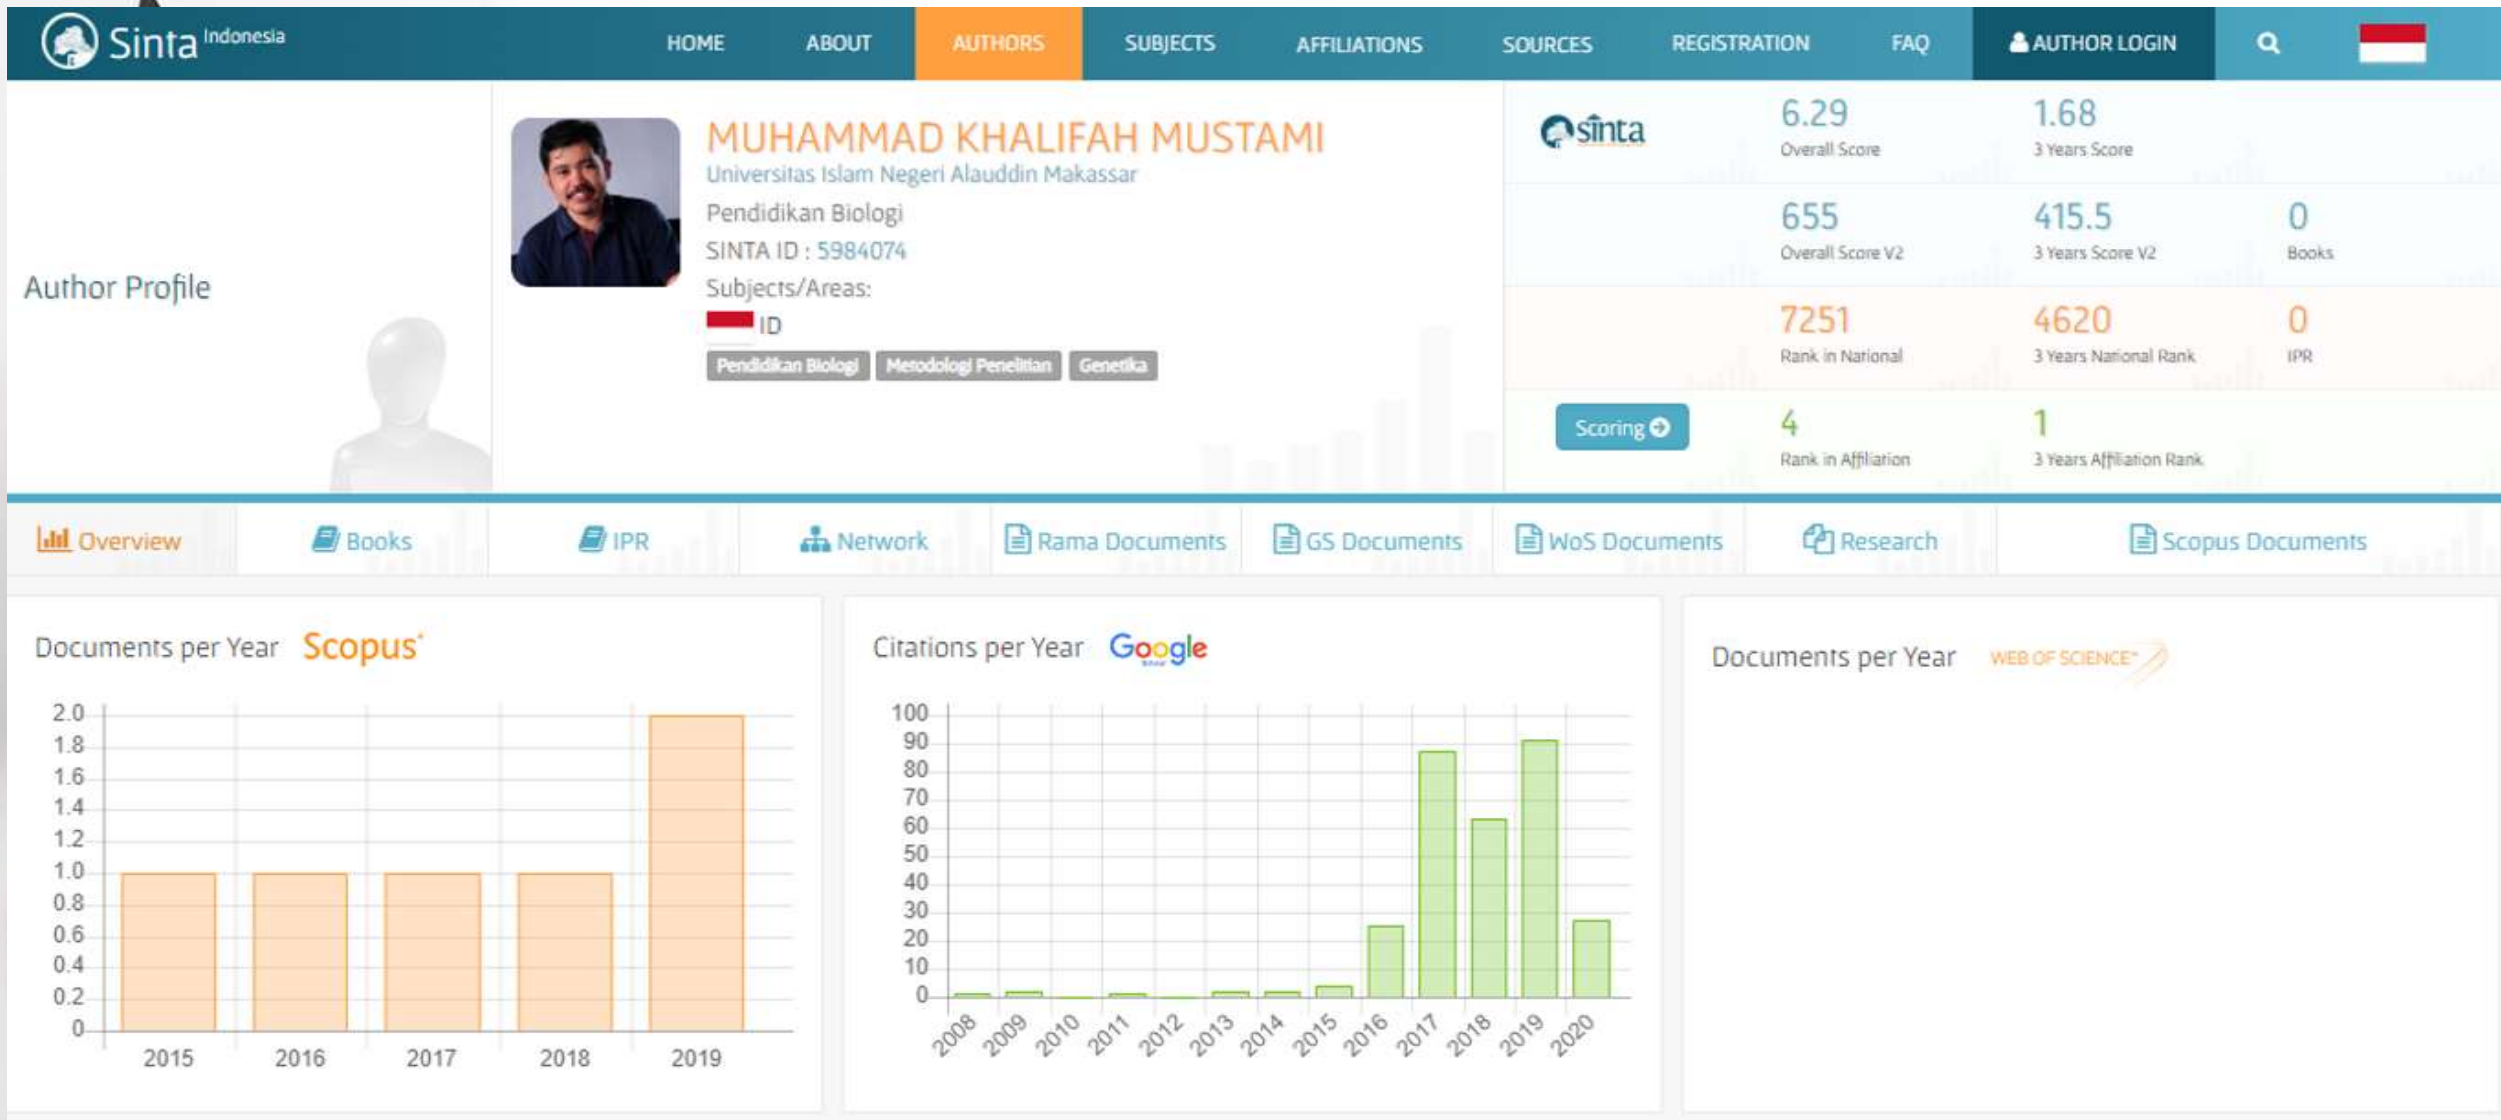 Sinta Indonesia
HOME ABOUT AUTHORS SUBJECTS AFFILIATIONS SOURCES REGISTRATION FAQ AUTHOR LOGIN
Author Profile
MUHAMMAD KHALIFAH MUSTAMI
Universitas Islam Negeri Alauddin Makassar
Pendidikan Biologi
SINTA ID : 5984074
Subjects/Areas:
ID
Pendidikan Biologi Metodologi Penelitian Genetika
sinta
6.29 1.68
Overall Score 3 Years Score
655 415.5 0
Overall Score V2 3 Years Score V2 Books
7251 4620 0
Rank in National 3 Years National Rank IPR
Scoring
4 1
Rank in Affiliation 3 Years Affiliation Rank
Overview Books IPR Network Rama Documents GS Documents WoS Documents Research Scopus Documents
Documents per Year Scopus
2.0
1.8
1.6
1.4
1.2
1.0
0.8
0.6
0.4
0.2
0
2015 2016 2017 2018 2019
Citations per Year Google
100
90
80
70
60
50
40
30
20
10
0
2008 2009 2010 2011 2012 2013 2014 2015 2016 2017 2018 2019 2020
Documents per Year WEB OF SCIENCE™